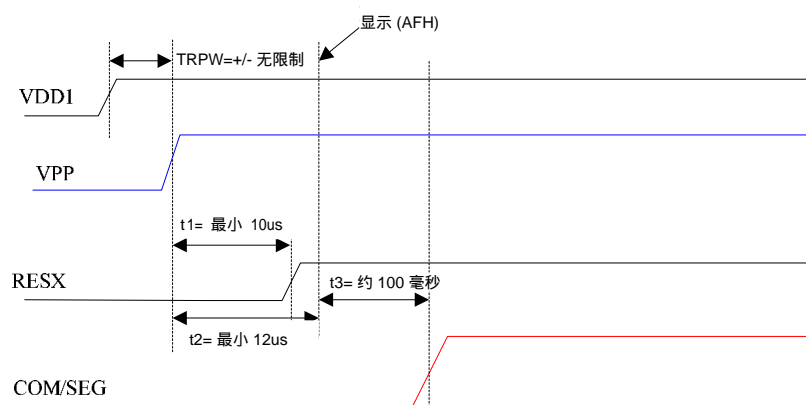 显示 (AFH)
TRPW=+/- 无限制
VDD1
VPP
t1= 最小 10us
RESX
t3= 约 100 毫秒
t2= 最小 12us
COM/SEG